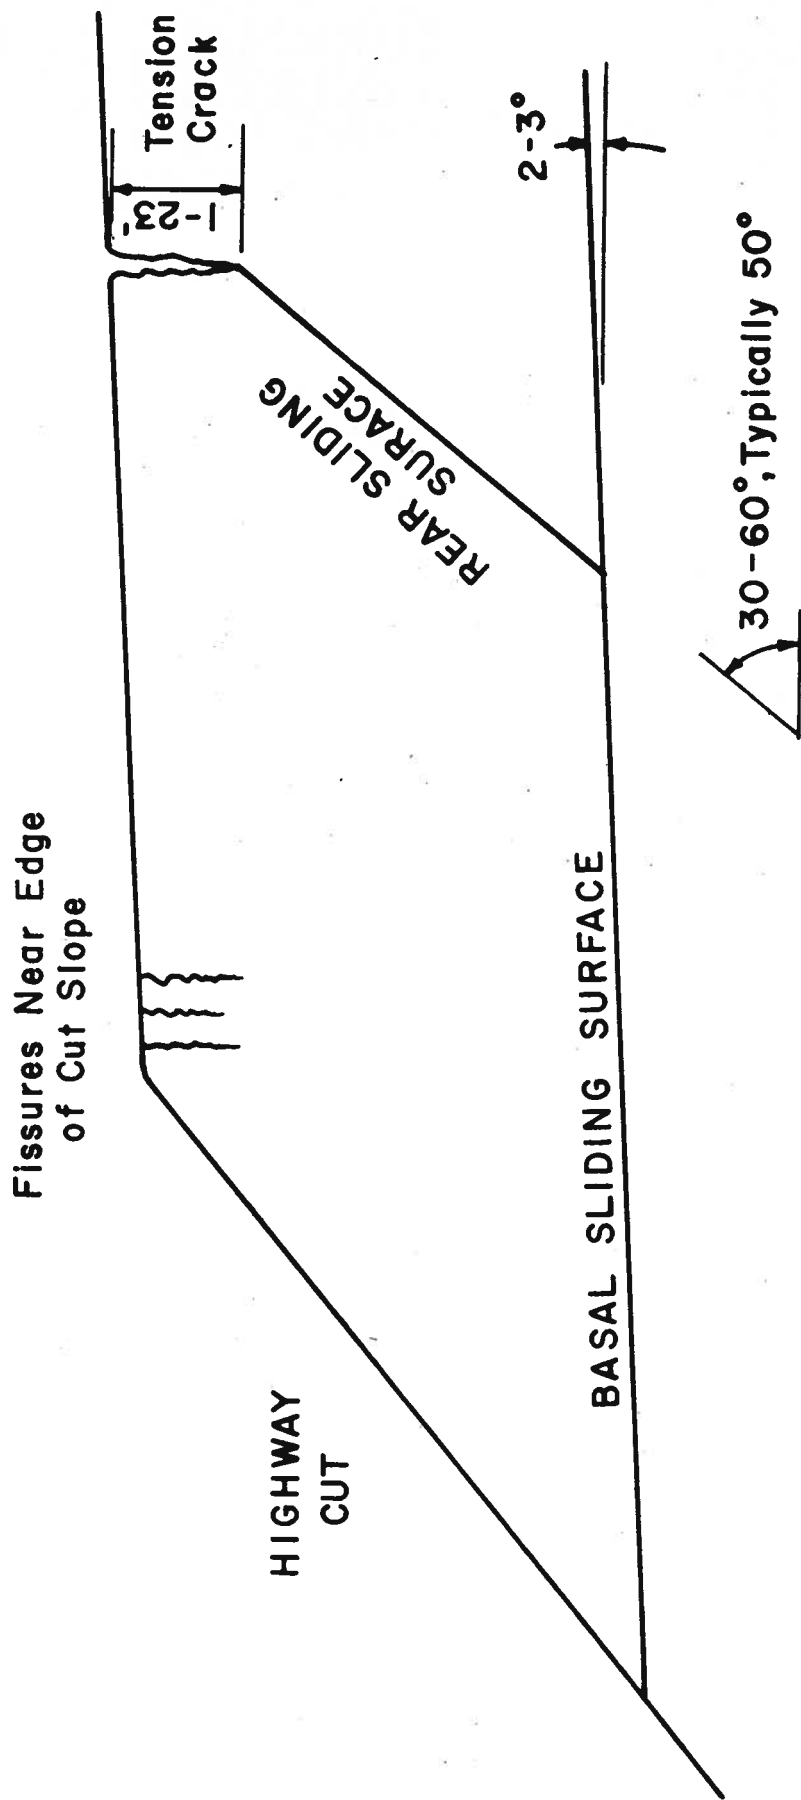 Fissures Near Edge
of Cut Slope
HIGHWAY
CUT
1-23'
Tension
Crack
REAR SLIDING
SURFACE
BASAL SLIDING SURFACE
2-3°
30-60°, Typically 50°